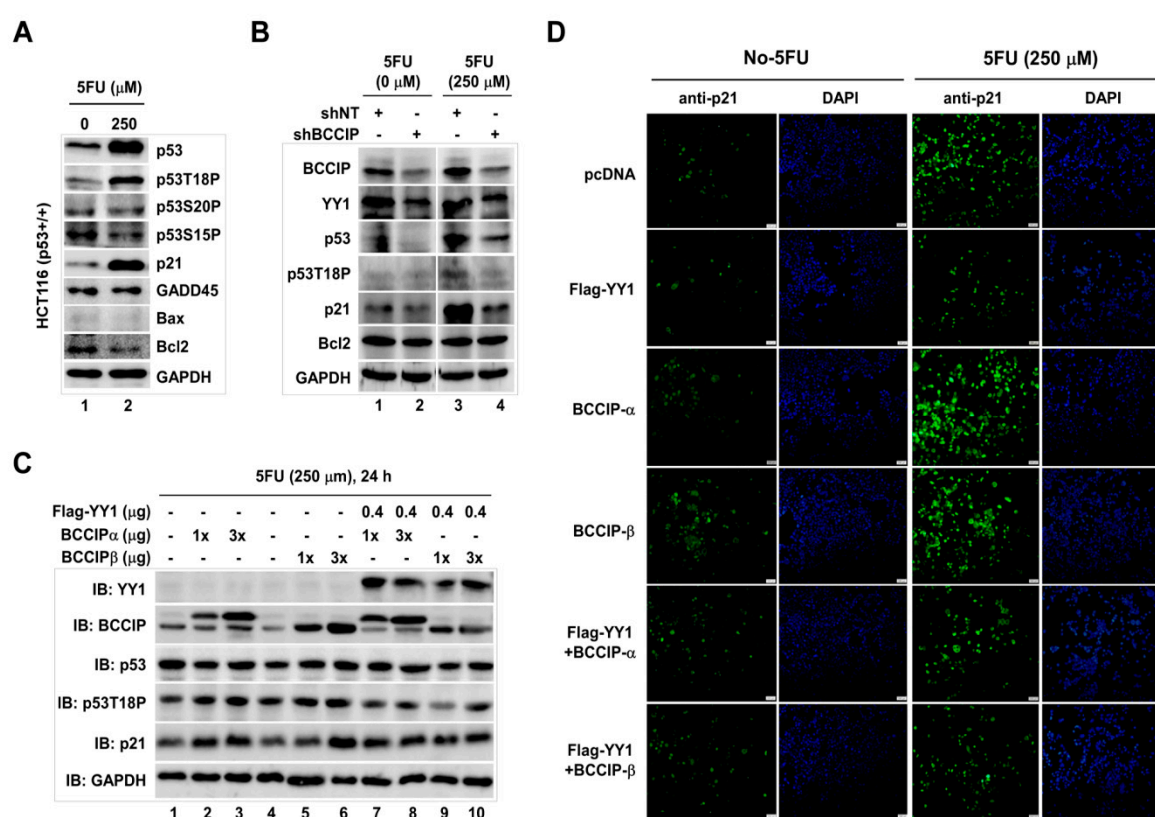 A
5FU (μM)
0 250
HCT116 (p53+/+)
p53
p53T18P
p53S20P
p53S15P
p21
GADD45
Bax
Bcl2
GAPDH
1 2
B
5FU 5FU
(0 μM) (250 μM)
shNT + - + -
shBCCIP - + - +
BCCIP
YY1
p53
p53T18P
p21
Bcl2
GAPDH
1 2 3 4
C
5FU (250 μm), 24 h
Flag-YY1 (μg) - - - - - - 0.4 0.4 0.4 0.4
BCCIPα (μg) - 1x 3x - - - 1x 3x - -
BCCIPβ (μg) - - - - 1x 3x - - 1x 3x
IB: YY1
IB: BCCIP
IB: p53
IB: p53T18P
IB: p21
IB: GAPDH
1 2 3 4 5 6 7 8 9 10
D
No-5FU 5FU (250 μM)
anti-p21 DAPI anti-p21 DAPI
pcDNA
Flag-YY1
BCCIP-α
BCCIP-β
Flag-YY1
+BCCIP-α
Flag-YY1
+BCCIP-β